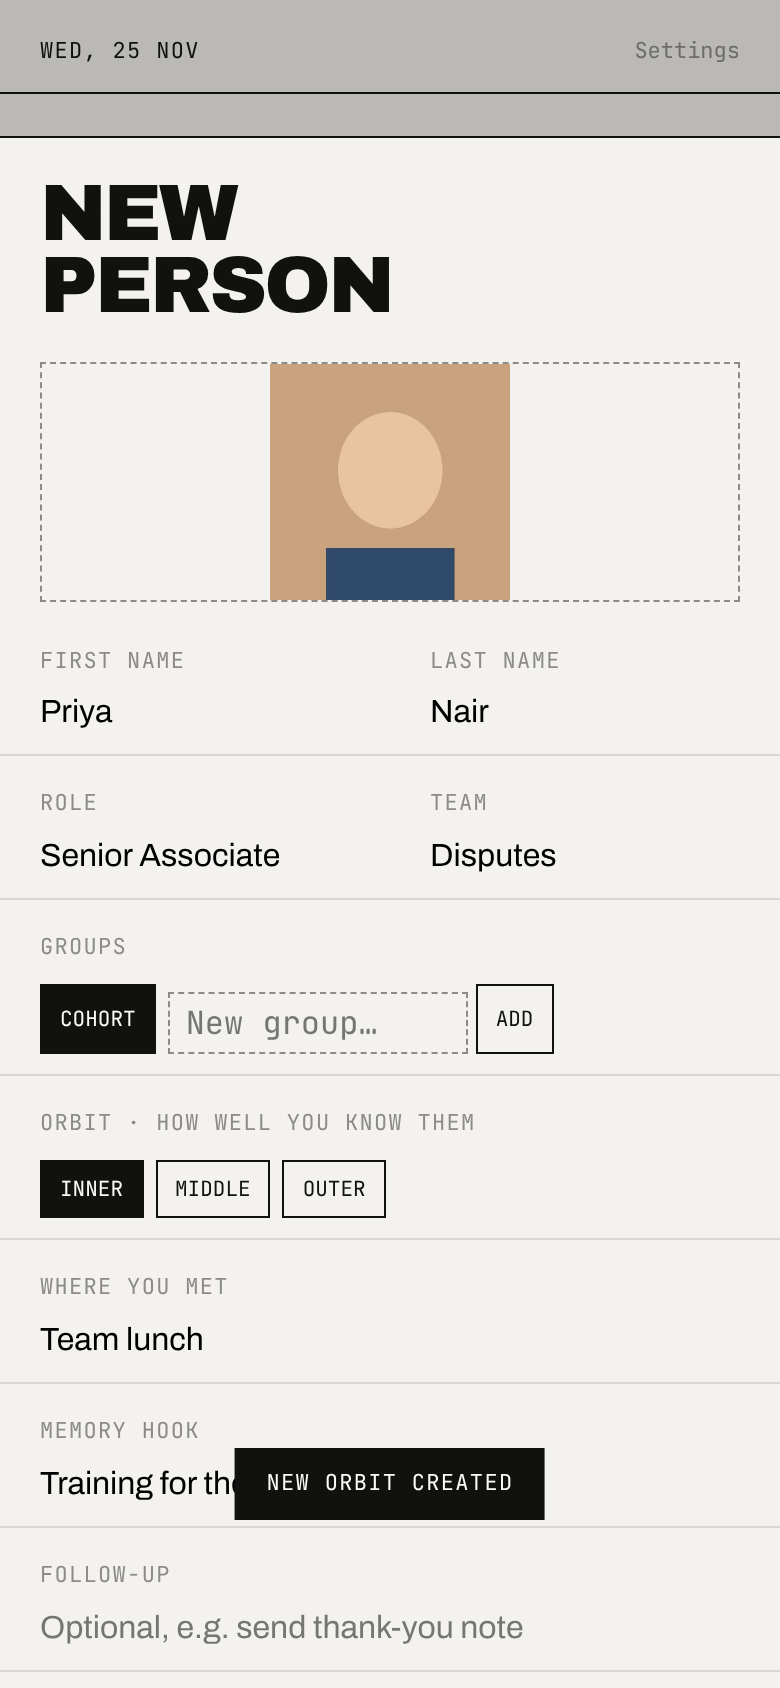 WED, 25 NOV Settings
NEW
PERSON
FIRST NAME LAST NAME
Priya Nair
ROLE TEAM
Senior Associate Disputes
GROUPS
COHORT New group… ADD
ORBIT · HOW WELL YOU KNOW THEM
INNER MIDDLE OUTER
WHERE YOU MET
Team lunch
MEMORY HOOK
Training for
NEW ORBIT CREATED
FOLLOW-UP
Optional, e.g. send thank-you note